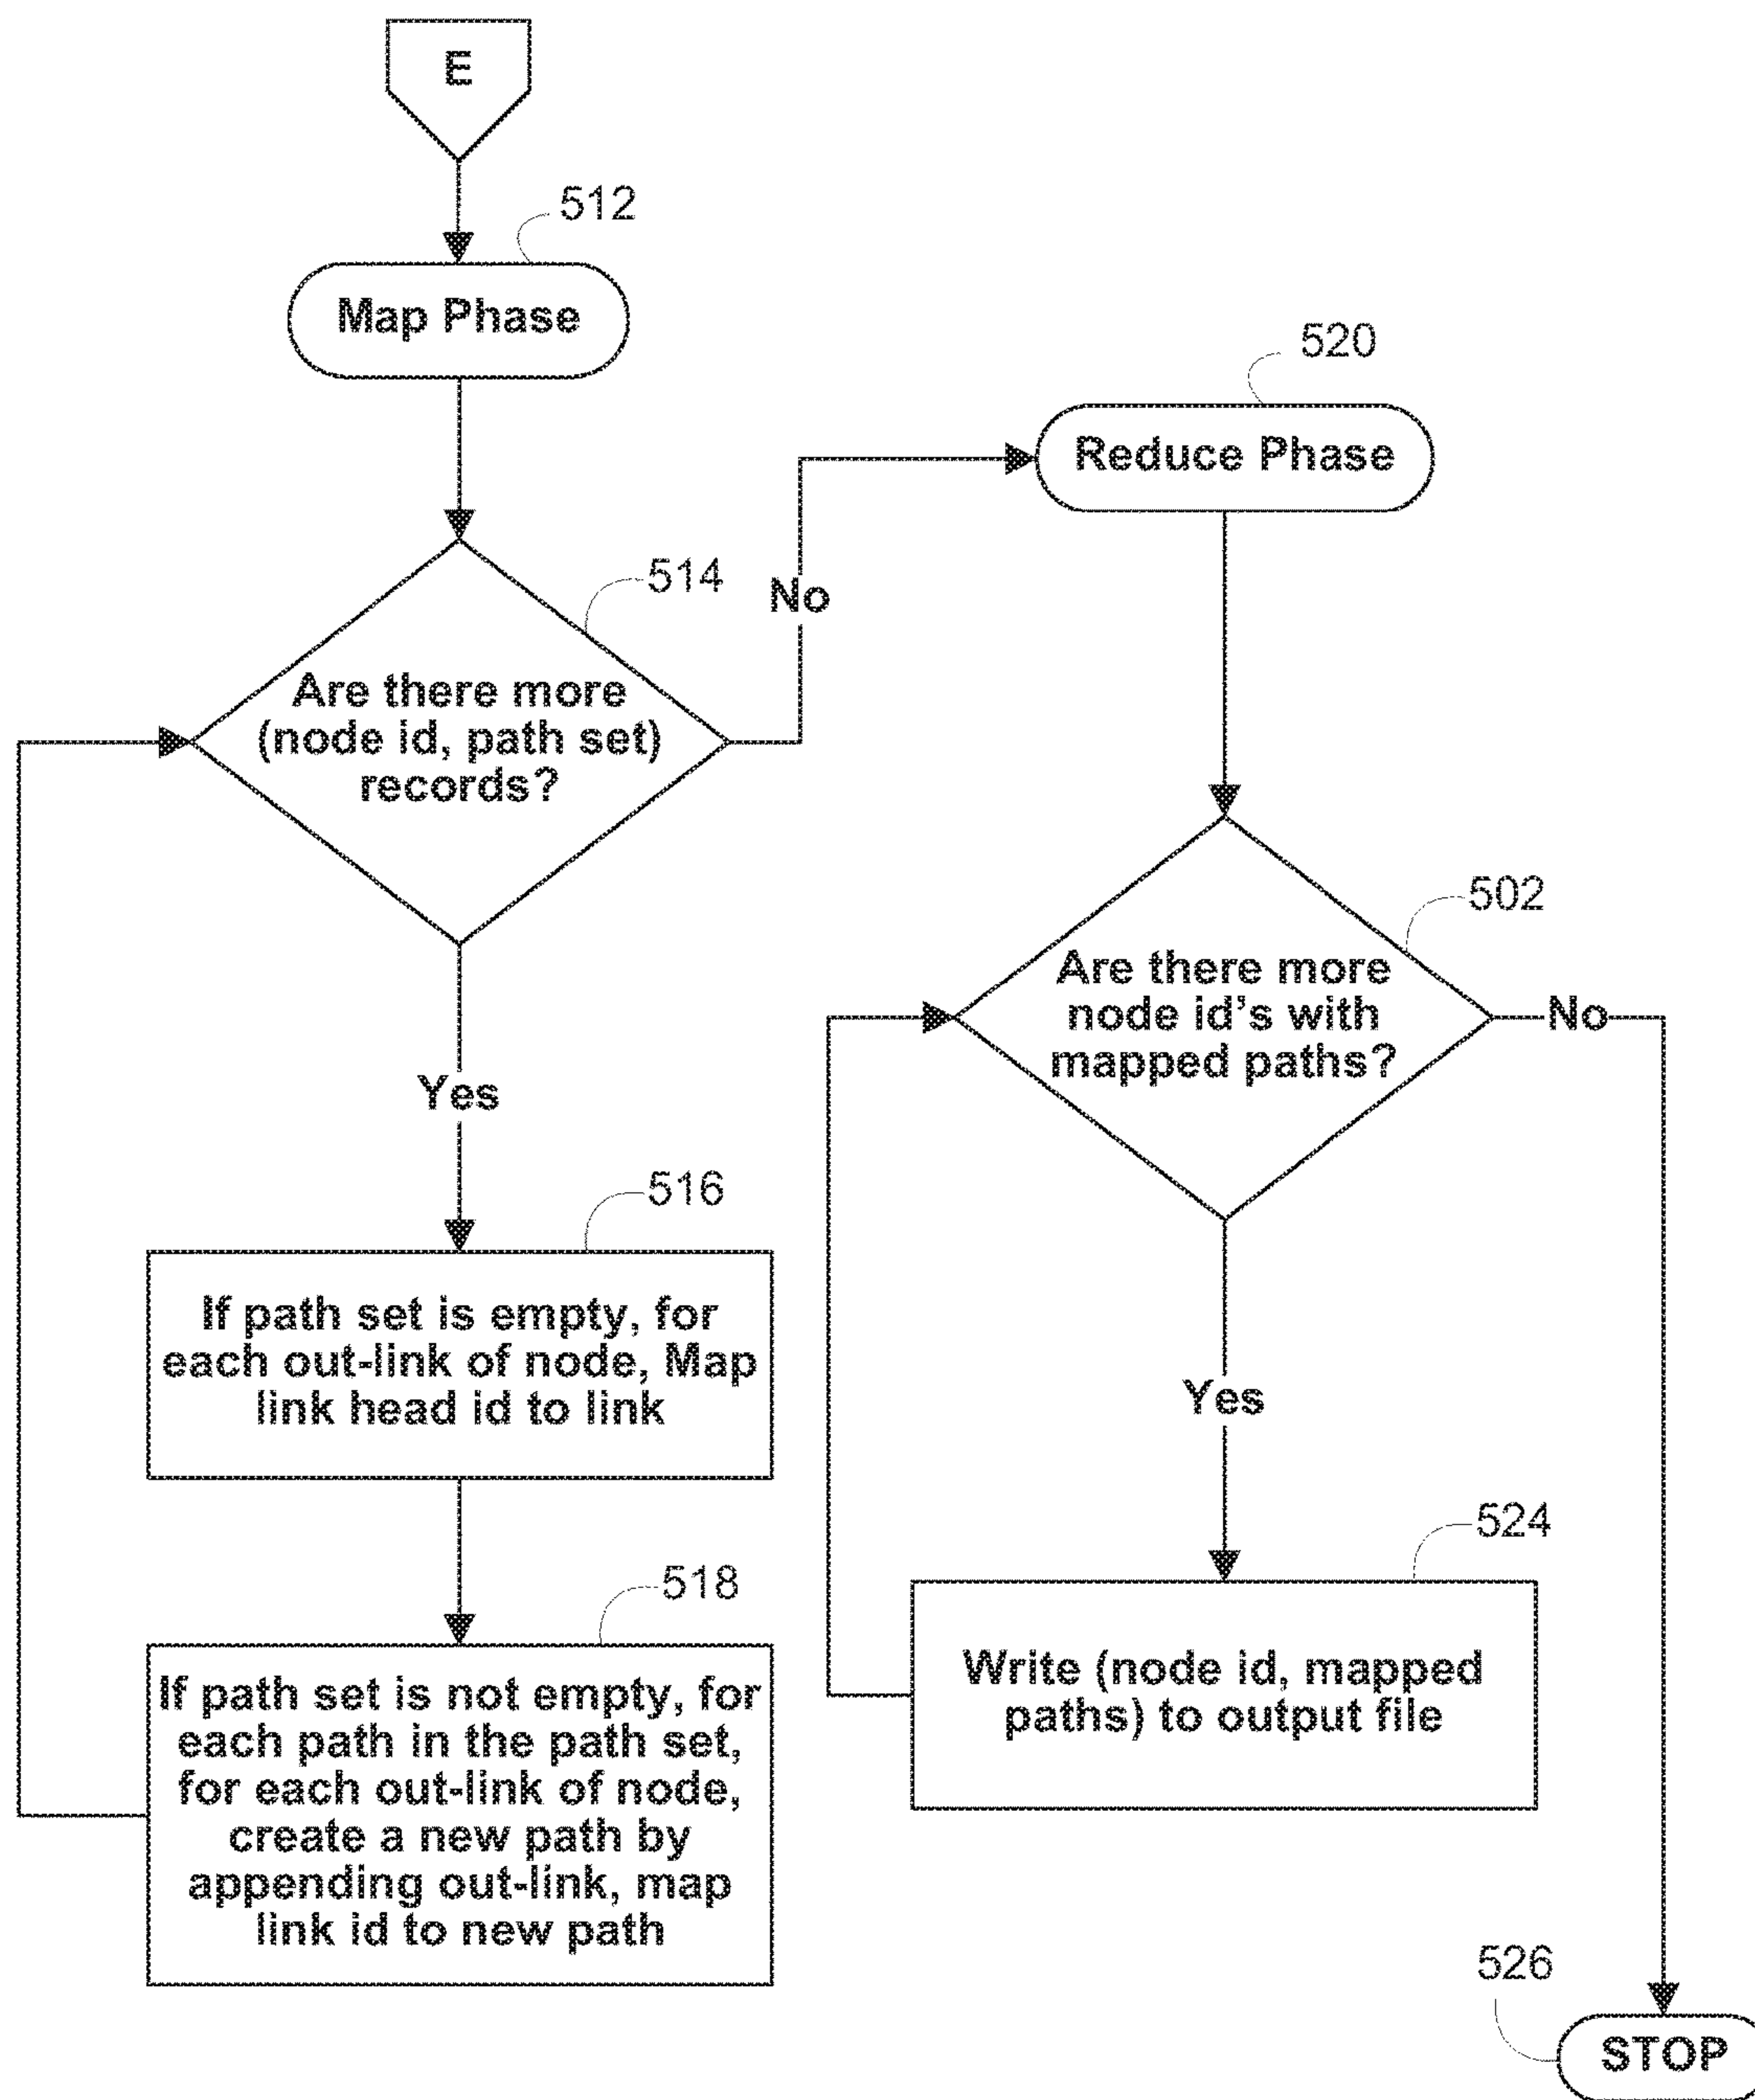 E
512
Map Phase
520
Reduce Phase
514
No
Are there more
(node id, path set)
records?
502
Are there more
node id's with
mapped paths?
No
Yes
516
If path set is empty, for
each out-link of node, Map
link head id to link
Yes
524
Write (node id, mapped
paths) to output file
518
If path set is not empty, for
each path in the path set,
for each out-link of node,
create a new path by
appending out-link, map
link id to new path
526
STOP